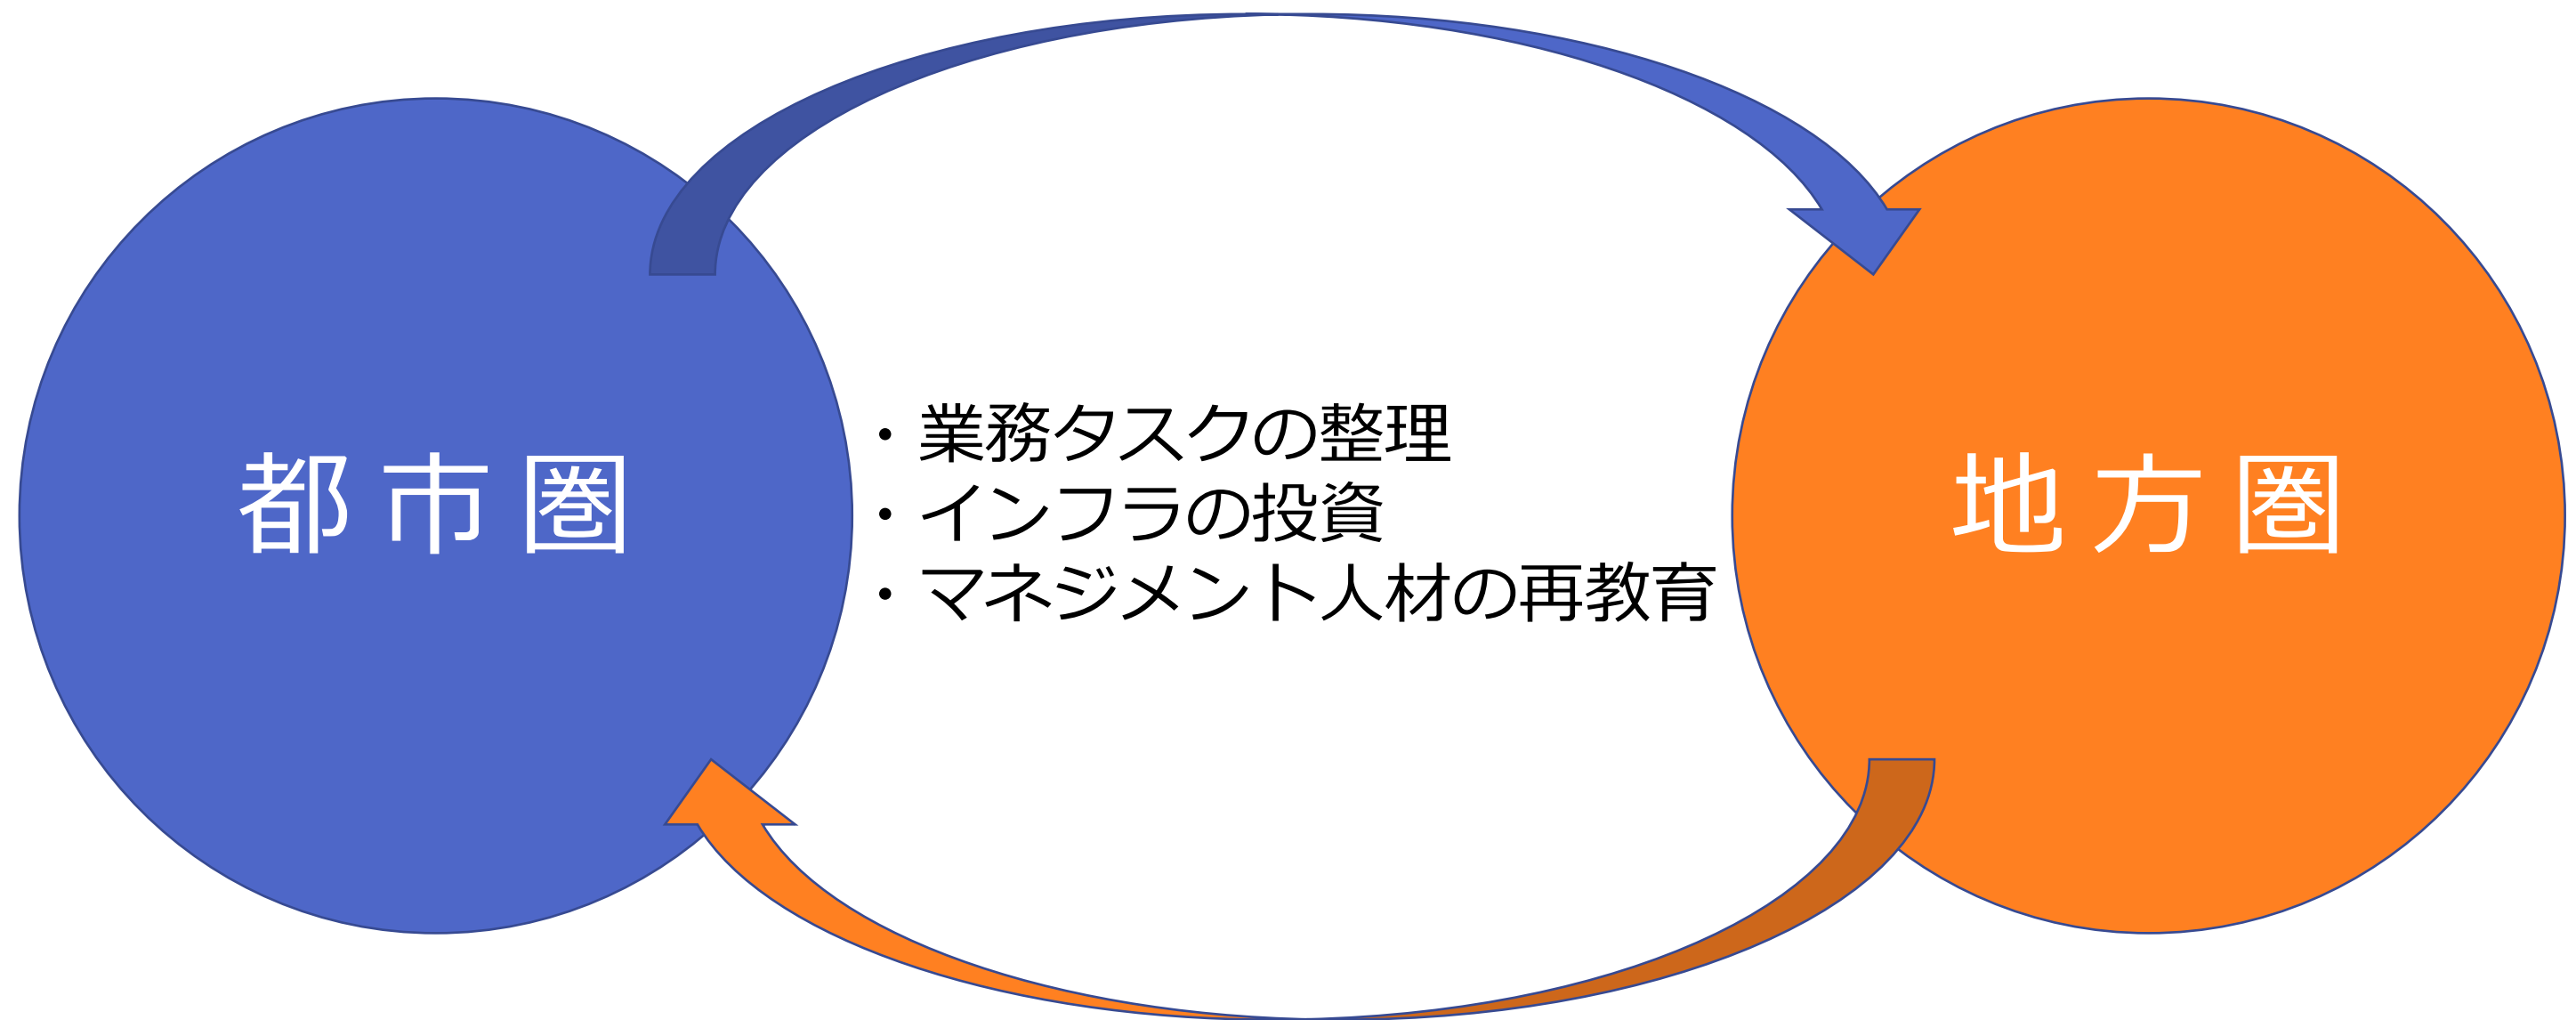 都市圏
・業務タスクの整理
・インフラの投資
・マネジメント人材の再教育
地方圏